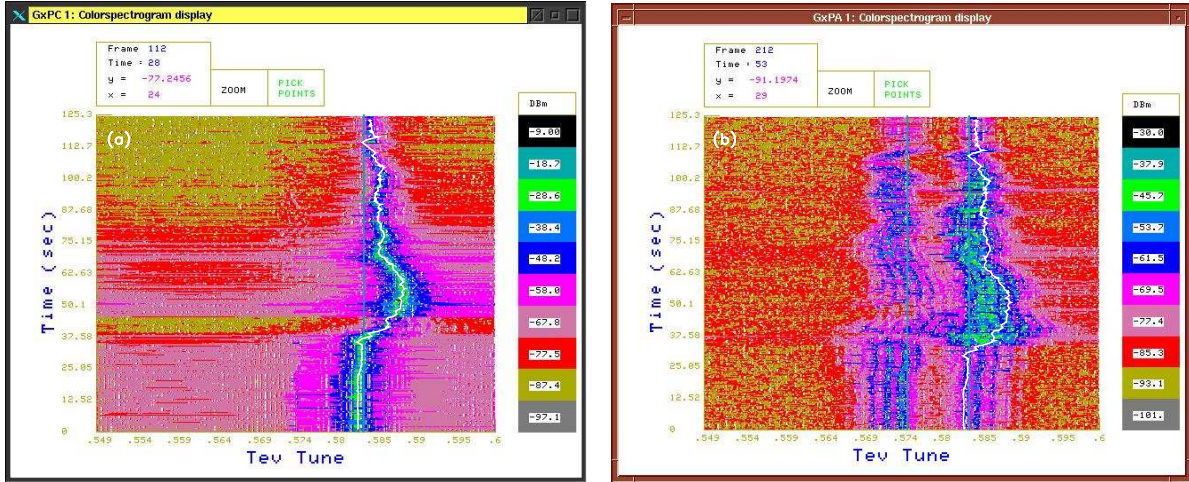 GxPC 1: Colorspectrogram display
Frame 112
Time : 28
y = -77.2456
x = 24
ZOOM
PICK
POINTS
DBm
(a)
125.3
112.7
100.2
87.68
75.15
62.63
50.1
37.58
25.05
12.52
0
Time (sec)
.549 .554 .559 .564 .569 .574 .58 .585 .59 .595 .6
Tev Tune
-9.00
-18.7
-28.6
-38.4
-48.2
-58.0
-67.8
-77.5
-87.4
-97.1
GxPA 1: Colorspectrogram display
Frame 212
Time : 53
y = -91.1974
x = 29
ZOOM
PICK
POINTS
DBm
(b)
125.3
112.7
100.2
87.68
75.15
62.63
50.1
37.58
25.05
12.52
0
Time (sec)
.549 .554 .559 .564 .569 .574 .58 .585 .59 .595 .6
Tev Tune
-30.0
-37.9
-45.7
-53.7
-61.5
-69.5
-77.4
-85.3
-93.1
-101.